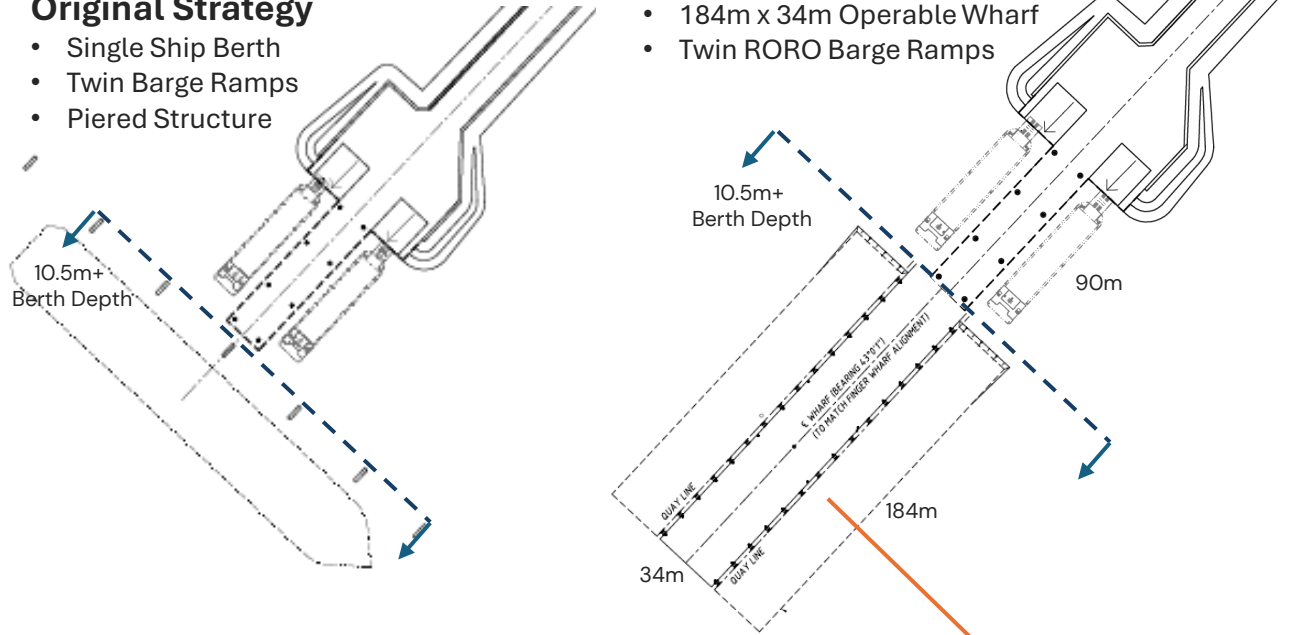 Original Strategy
• Single Ship Berth
• Twin Barge Ramps
• Piered Structure
10.5m+
Berth Depth
• 184m x 34m Operable Wharf
• Twin RORO Barge Ramps
10.5m+
Berth Depth
90m
℄ WHARF (BEARING 43°0'1")
(TO MATCH FINGER WHARF ALIGNMENT)
QUAY LINE
QUAY LINE
184m
34m